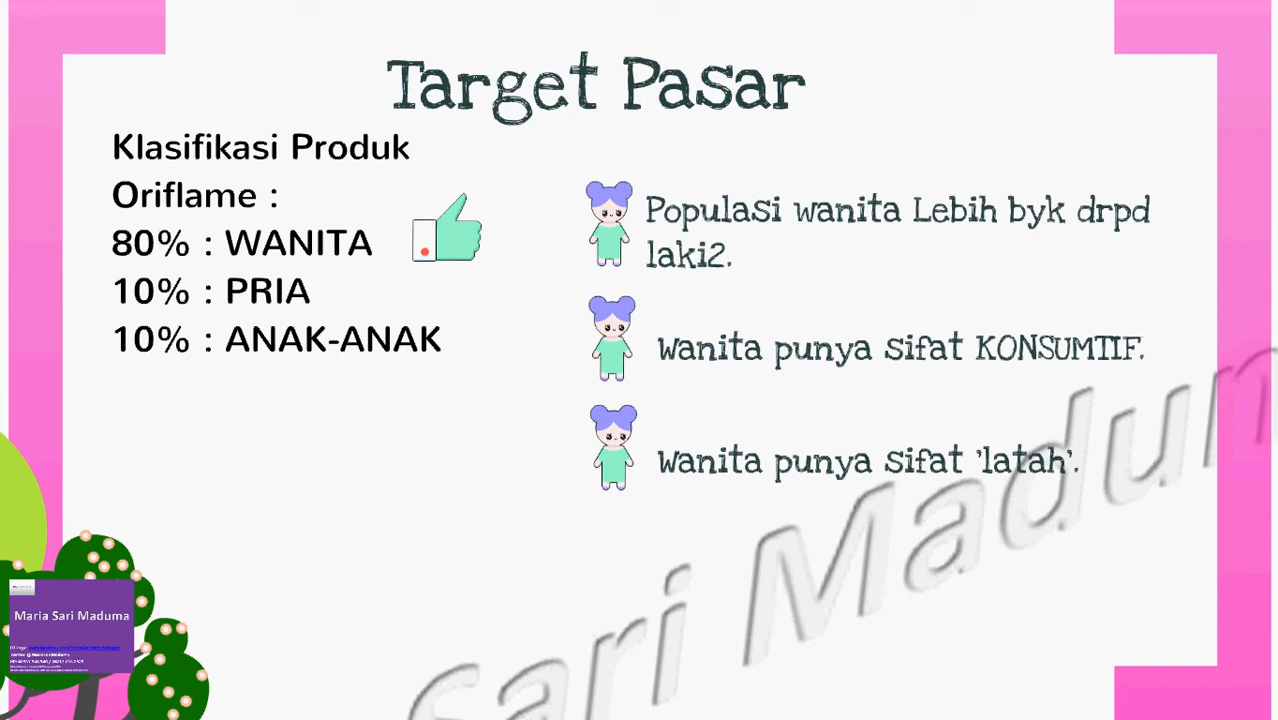 Target Pasar
Klasifikasi Produk
Oriflame :
80% : WANITA
10% : PRIA
10% : ANAK-ANAK
Populasi wanita Lebih byk drpd
laki2.
Wanita punya sifat KONSUMTIF.
Wanita punya sifat 'latah'.
Sari Madum
Maria Sari Maduma